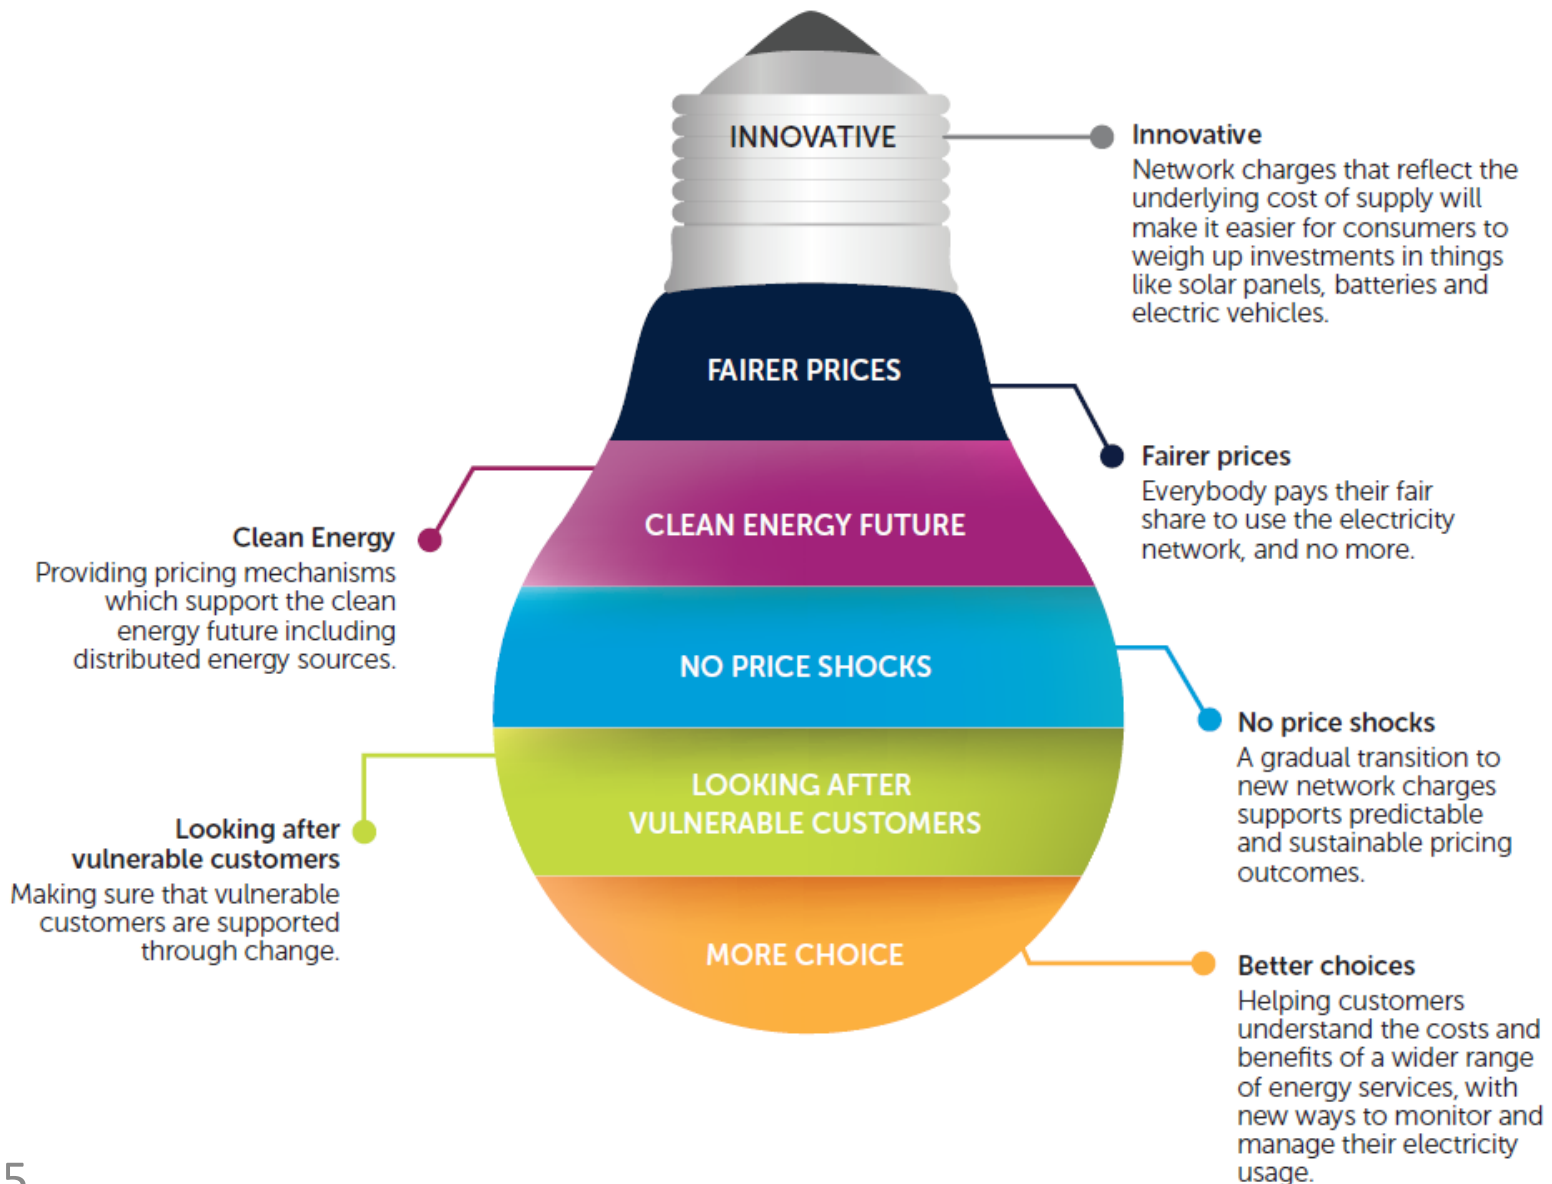 INNOVATIVE
Innovative
Network charges that reflect the
underlying cost of supply will
make it easier for consumers to
weigh up investments in things
like solar panels, batteries and
electric vehicles.
FAIRER PRICES
Fairer prices
Everybody pays their fair
share to use the electricity
network, and no more.
CLEAN ENERGY FUTURE
Clean Energy
Providing pricing mechanisms
which support the clean
energy future including
distributed energy sources.
NO PRICE SHOCKS
No price shocks
A gradual transition to
new network charges
supports predictable
and sustainable pricing
outcomes.
LOOKING AFTER
VULNERABLE CUSTOMERS
Looking after
vulnerable customers
Making sure that vulnerable
customers are supported
through change.
MORE CHOICE
Better choices
Helping customers
understand the costs and
benefits of a wider range
of energy services, with
new ways to monitor and
manage their electricity
usage.
5